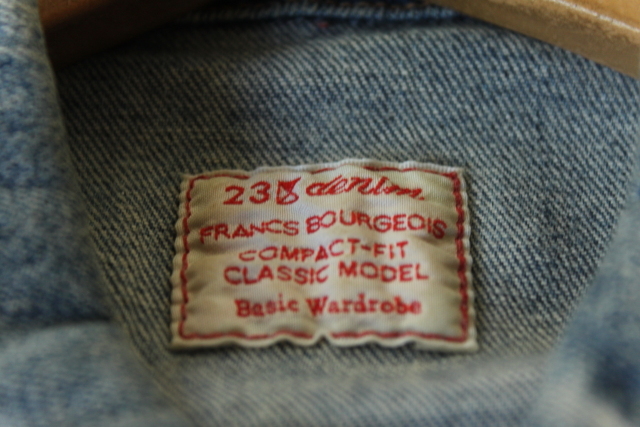 23 denim
FRANCS BOURGEOIS
COMPACT-FIT
CLASSIC MODEL
Basic Wardrobe